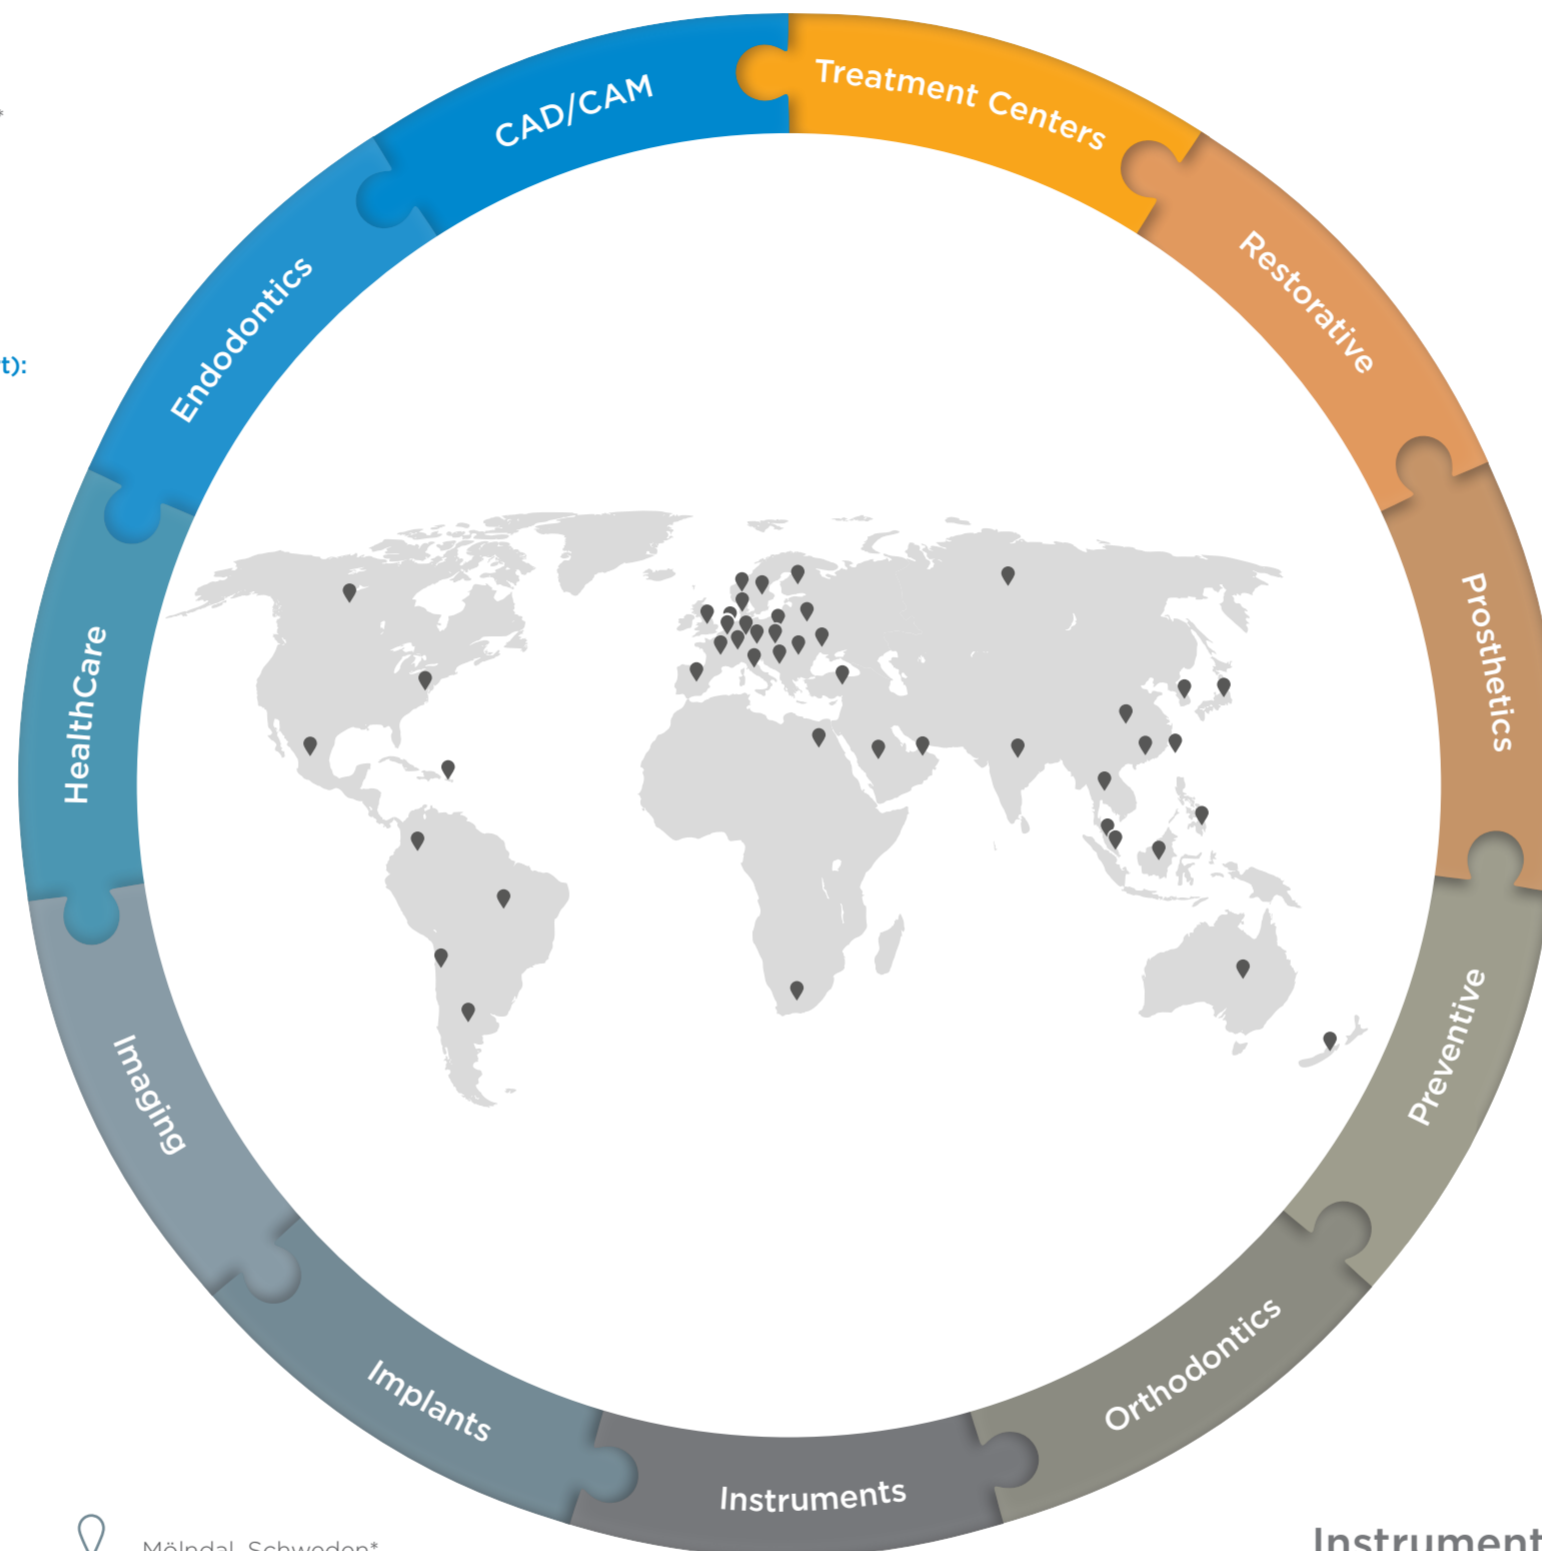 *
CAD/CAM
Treatment Centers
Restorative
Endodontics
t):
Prosthetics
HealthCare
Preventive
Imaging
Orthodontics
Implants
Instruments
Mölndal, Schweden*
Instrument